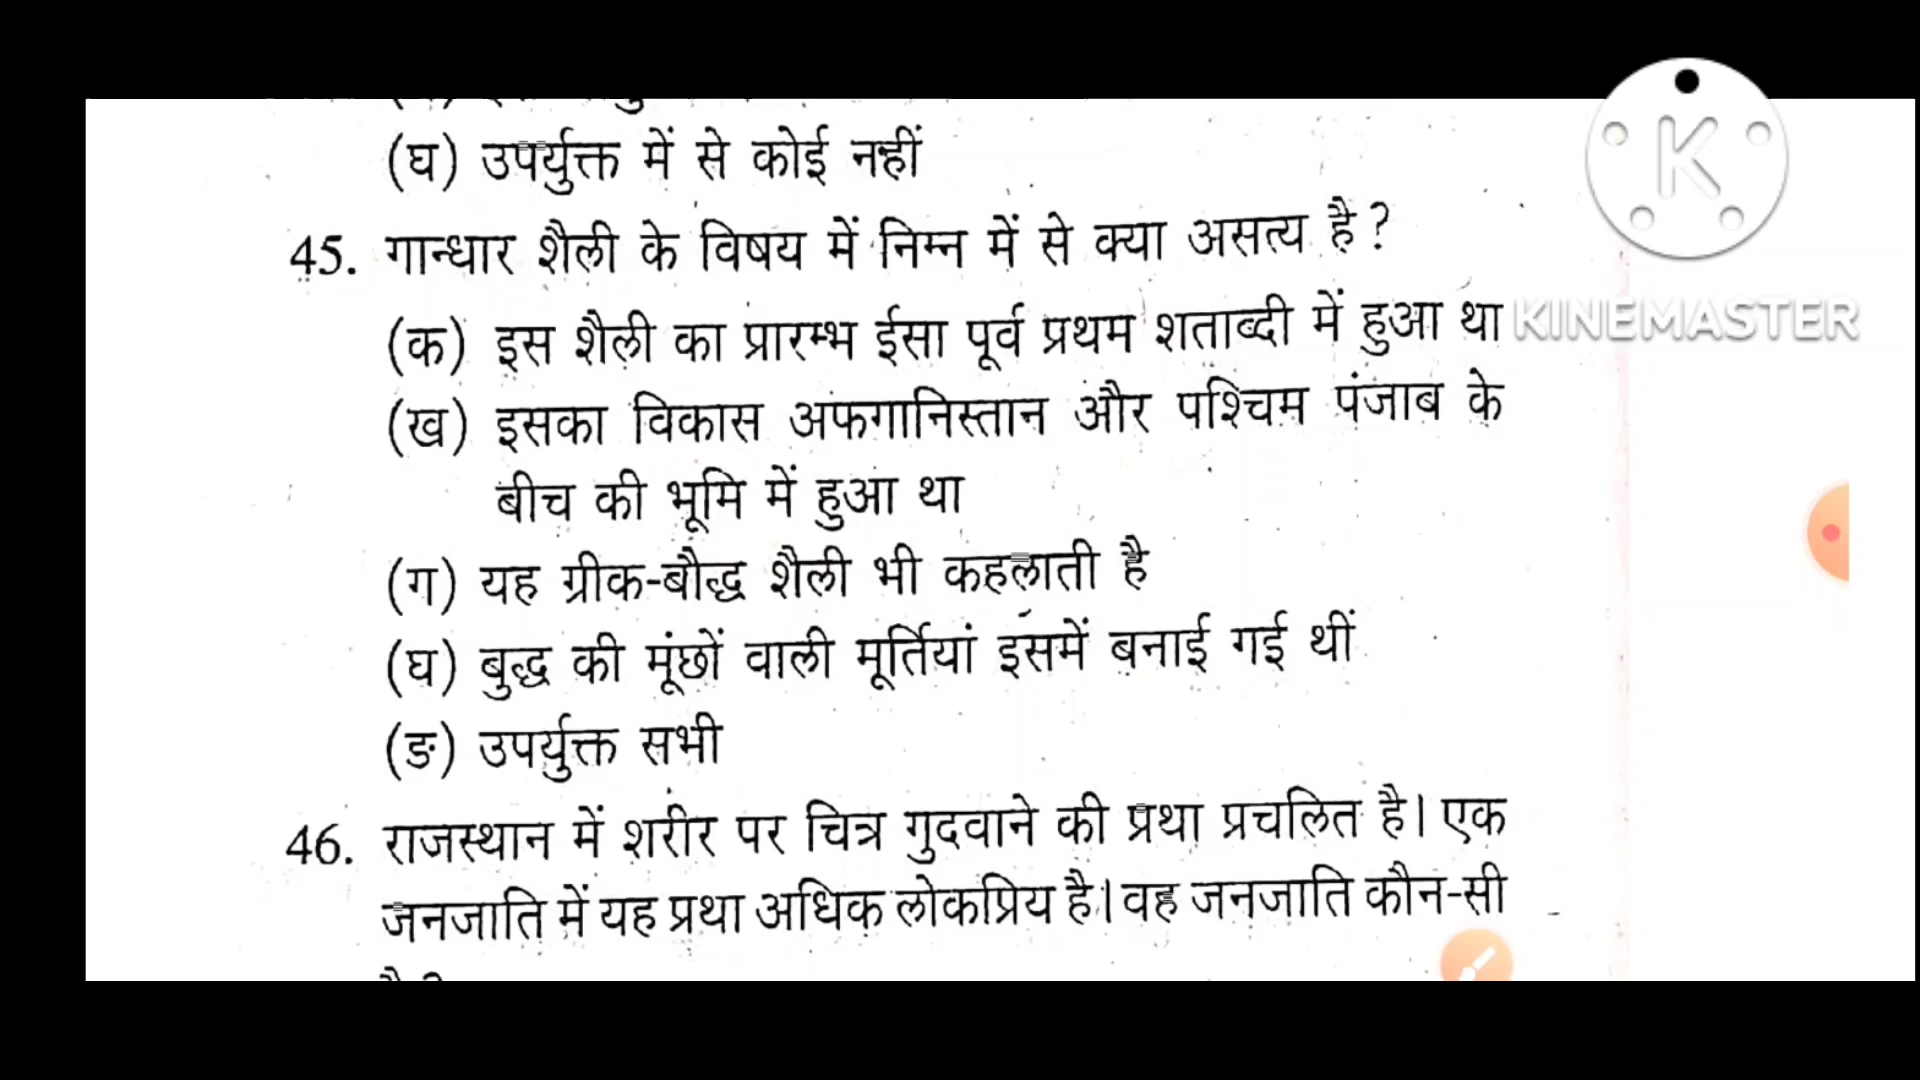 (घ) उपर्युक्त में से कोई नहीं
45. गान्धार शैली के विषय में निम्न में से क्या असत्य है?
(क) इस शैली का प्रारम्भ ईसा पूर्व प्रथम शताब्दी में हुआ था
KINEMASTER
(ख) इसका विकास अफगानिस्तान और पश्चिम पंजाब के
बीच की भूमि में हुआ था
(ग) यह ग्रीक-बौद्ध शैली भी कहलाती है
(घ) बुद्ध की मूंछों वाली मूर्तियां इसमें बनाई गई थीं
(ङ) उपर्युक्त सभी
46. राजस्थान में शरीर पर चित्र गुदवाने की प्रथा प्रचलित है। एक
जनजाति में यह प्रथा अधिक लोकप्रिय है। वह जनजाति कौन-सी